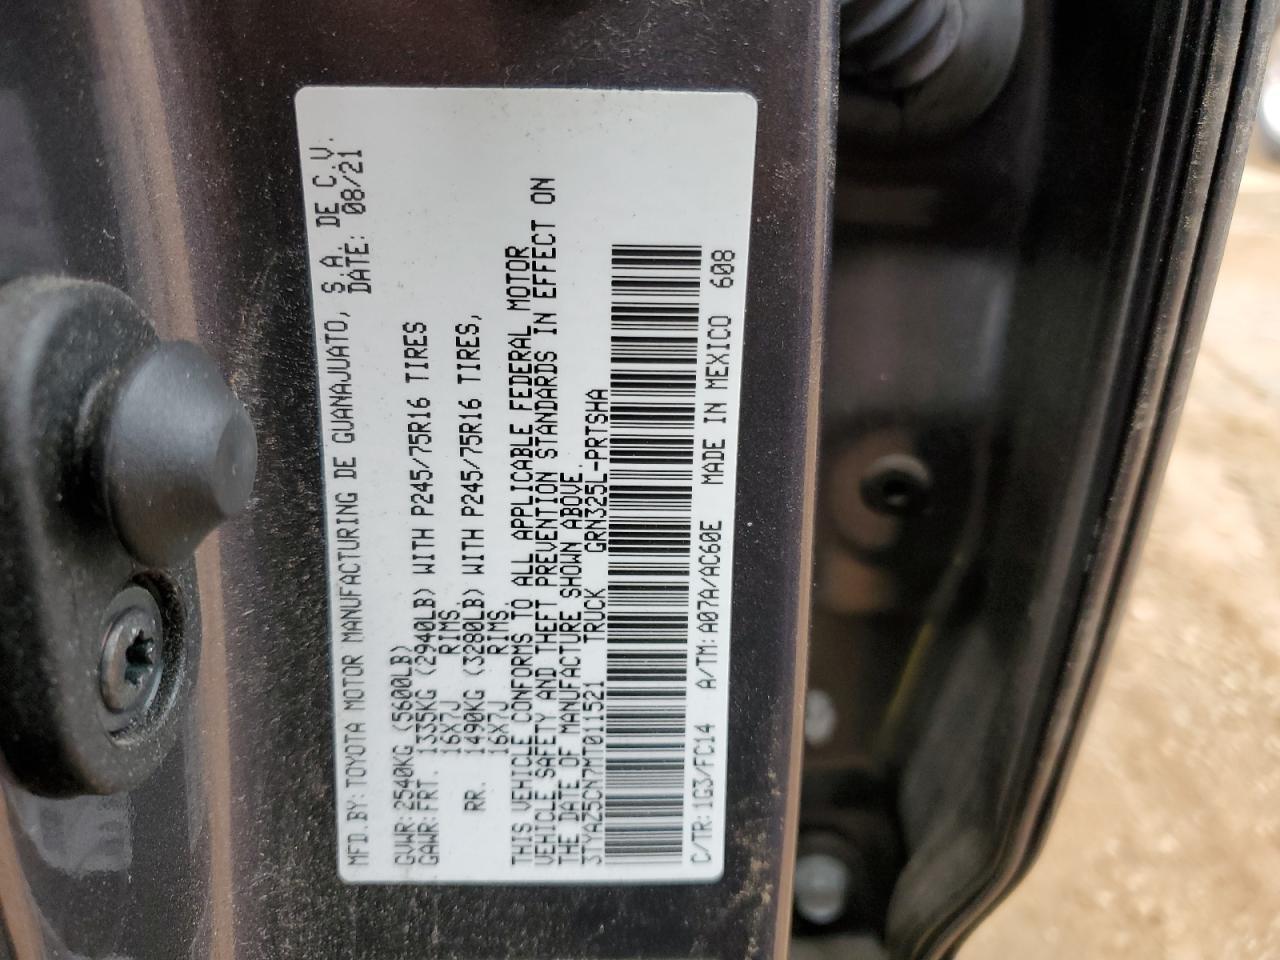 MFD.BY:TOYOTA MOTOR MANUFACTURING DE GUANAJUATO, S.A. DE C.V.
DATE: 08/21
GVWR:2540KG(5600LB)
GAWR:FRT. 1335KG(2940LB) WITH P245/75R16 TIRES
16X7J RIMS.
RR. 1490KG(3280LB) WITH P245/75R16 TIRES,
16X7J RIMS.
THIS VEHICLE CONFORMS TO ALL APPLICABLE FEDERAL MOTOR
VEHICLE SAFETY AND THEFT PREVENTION STANDARDS IN EFFECT ON
THE DATE OF MANUFACTURE SHOWN ABOVE.
3TYAZ5CN7MT011521 TRUCK GRN325L-PRTSHA
C/TR:1G3/FC14 A/TM:A07A/AC60E MADE IN MEXICO 608